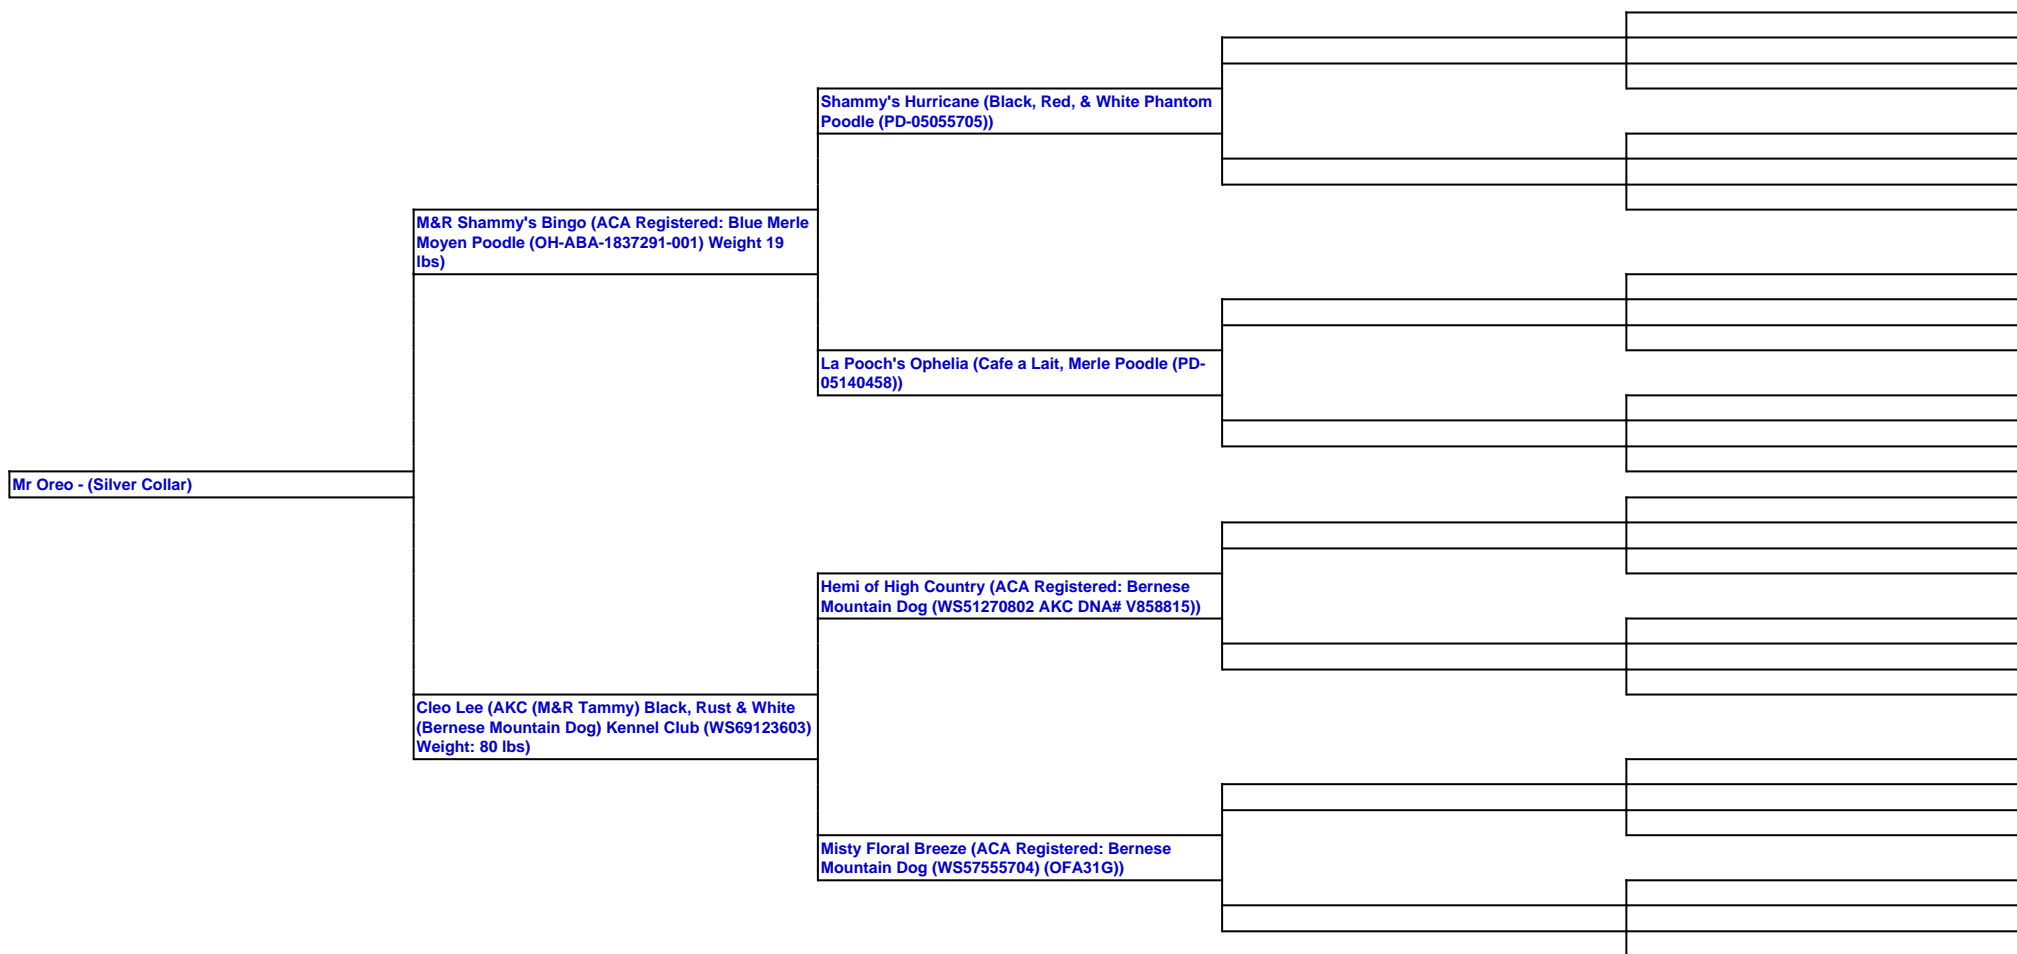 Shammy's Hurricane (Black, Red, & White Phantom
Poodle (PD-05055705))
M&R Shammy's Bingo (ACA Registered: Blue Merle
Moyen Poodle (OH-ABA-1837291-001) Weight 19
lbs)
La Pooch's Ophelia (Cafe a Lait, Merle Poodle (PD-
05140458))
Mr Oreo - (Silver Collar)
Hemi of High Country (ACA Registered: Bernese
Mountain Dog (WS51270802 AKC DNA# V858815))
Cleo Lee (AKC (M&R Tammy) Black, Rust & White
(Bernese Mountain Dog) Kennel Club (WS69123603)
Weight: 80 lbs)
Misty Floral Breeze (ACA Registered: Bernese
Mountain Dog (WS57555704) (OFA31G))